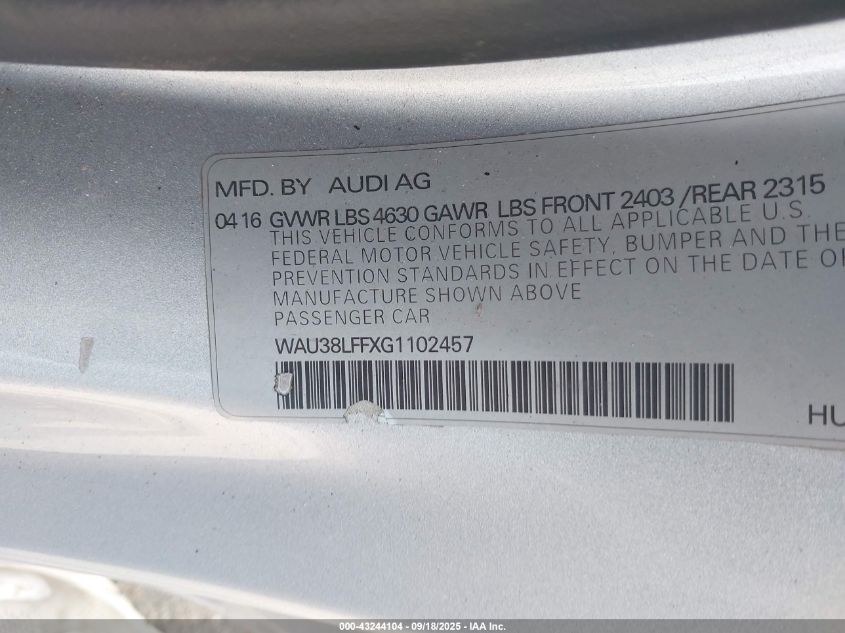 MFD. BY AUDI AG
04 16 GVWR LBS 4630 GAWR LBS FRONT 2403 /REAR 2315
THIS VEHICLE CONFORMS TO ALL APPLICABLE U.S.
FEDERAL MOTOR VEHICLE SAFETY, BUMPER AND THE
PREVENTION STANDARDS IN EFFECT ON THE DATE O
MANUFACTURE SHOWN ABOVE
PASSENGER CAR
WAU38LFFXG1102457
HU
000-43244104 - 09/18/2025 - IAA Inc.